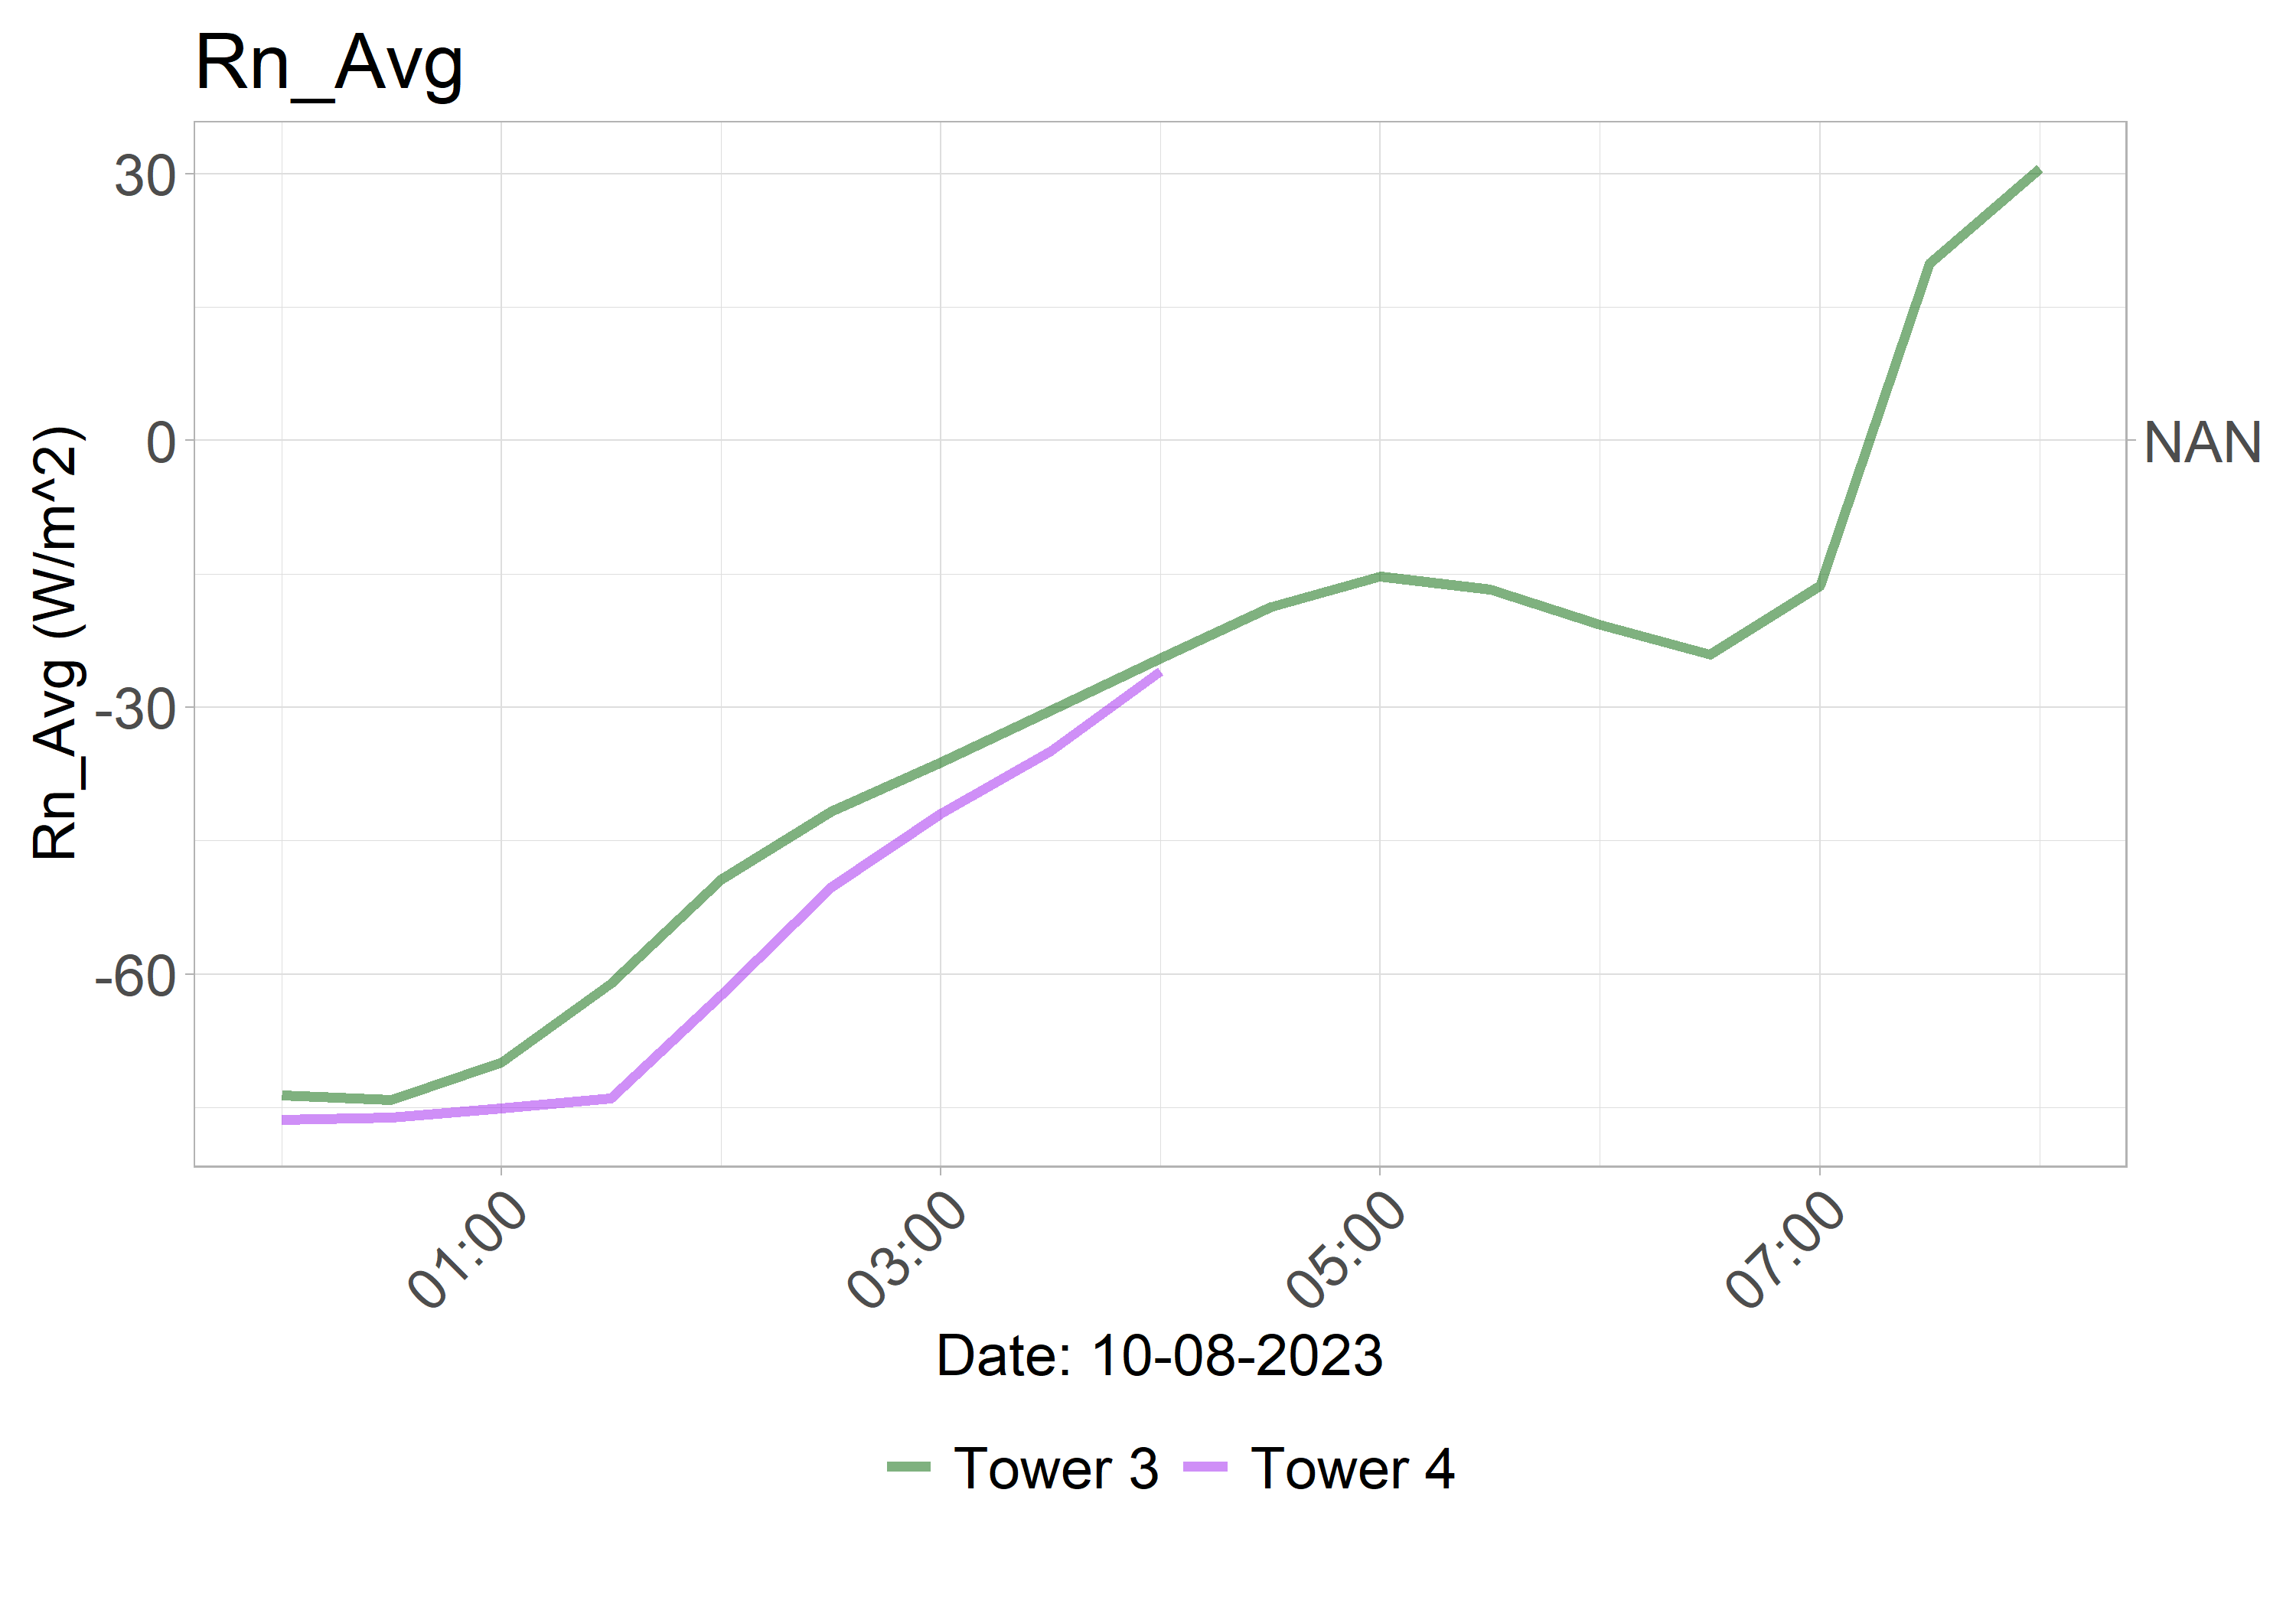 Rn_Avg
Rn_Avg (W/m^2)
30
0
-30
-60
NAN
01:00
03:00
05:00
07:00
Date: 10-08-2023
Tower 3
Tower 4